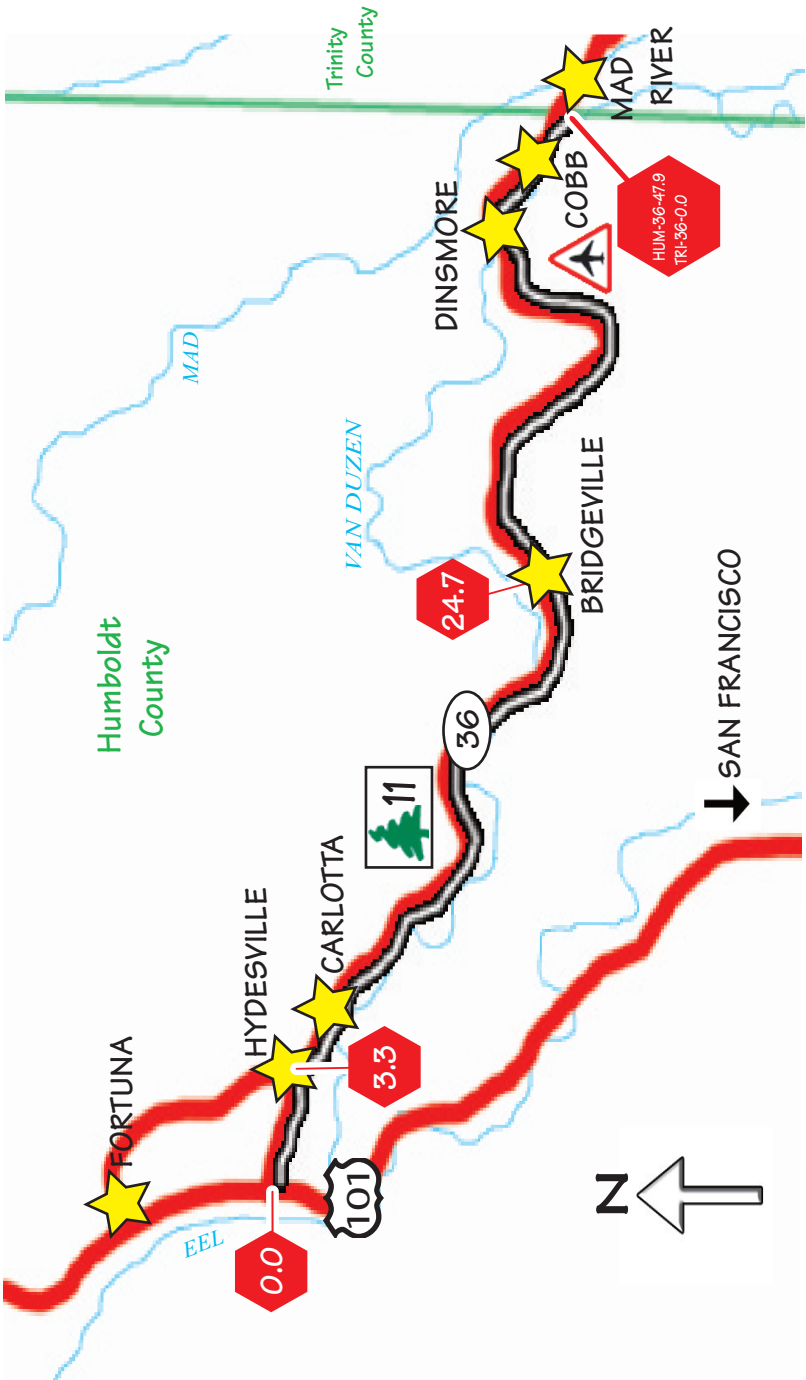 Trinity
County
Humboldt
County
MAD
VAN DUZEN
EEL
FORTUNA
HYDESVILLE
CARLOTTA
11
36
BRIDGEVILLE
DINSMORE
COBB
MAD
RIVER
0.0
3.3
24.7
HUM-36-47.9
TRI-36-0.0
101
SAN FRANCISCO
N